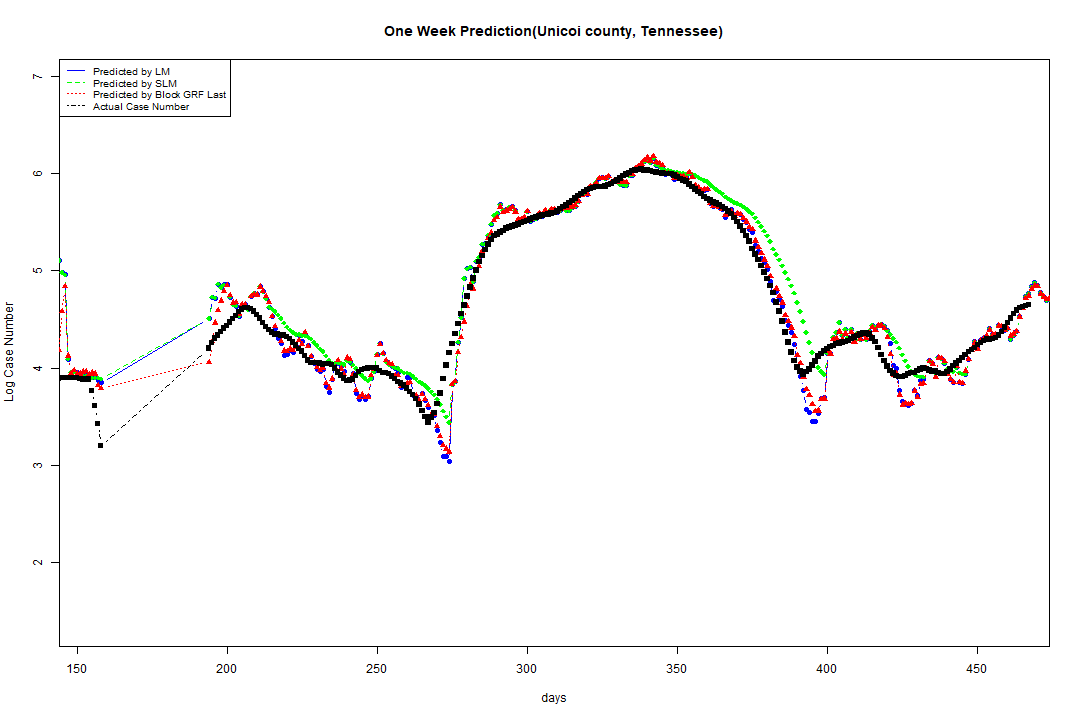 One Week Prediction(Unicoi county, Tennessee)
Predicted by LM
Predicted by SLM
Predicted by Block GRF Last
Actual Case Number
7
6
5
4
3
2
Log Case Number
150 200 250 300 350 400 450
days